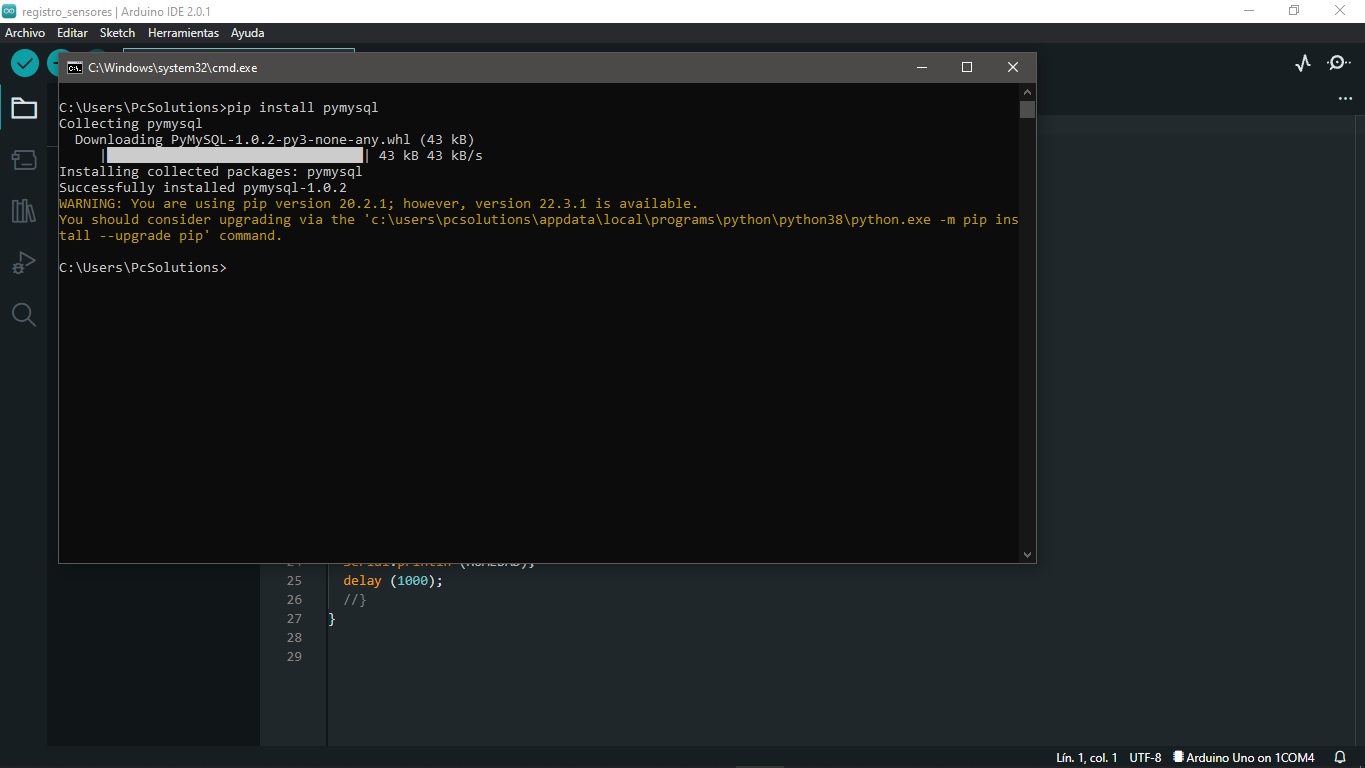 registro_sensores | Arduino IDE 2.0.1
Archivo Editar Sketch Herramientas Ayuda
C:\Windows\system32\cmd.exe
C:\Users\PcSolutions>pip install pymysql
Collecting pymysql
Downloading PyMySQL-1.0.2-py3-none-any.whl (43 kB)
| | 43 kB 43 kB/s
Installing collected packages: pymysql
Successfully installed pymysql-1.0.2
WARNING: You are using pip version 20.2.1; however, version 22.3.1 is available.
You should consider upgrading via the 'c:\users\pcsolutions\appdata\local\programs\python\python38\python.exe -m pip ins
tall --upgrade pip' command.
C:\Users\PcSolutions>
25 delay (1000);
26 //}
27 }
28
29
Lín. 1, col. 1 UTF-8 Arduino Uno on 1COM4